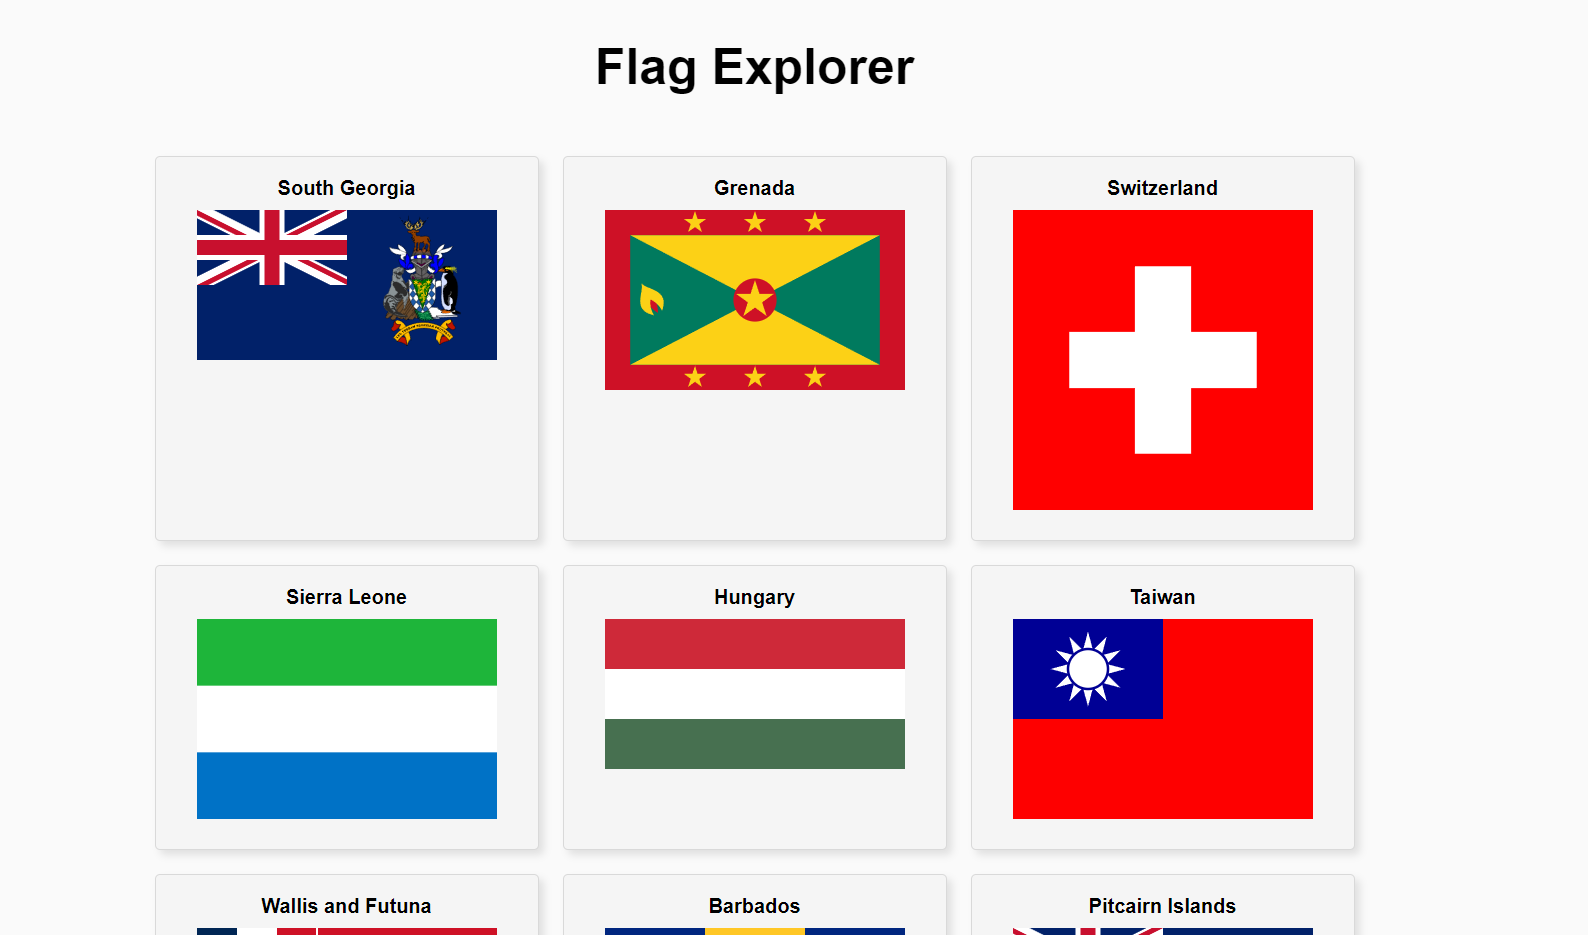 Flag Explorer
South Georgia
Grenada
Switzerland
Sierra Leone
Hungary
Taiwan
Wallis and Futuna
Barbados
Pitcairn Islands